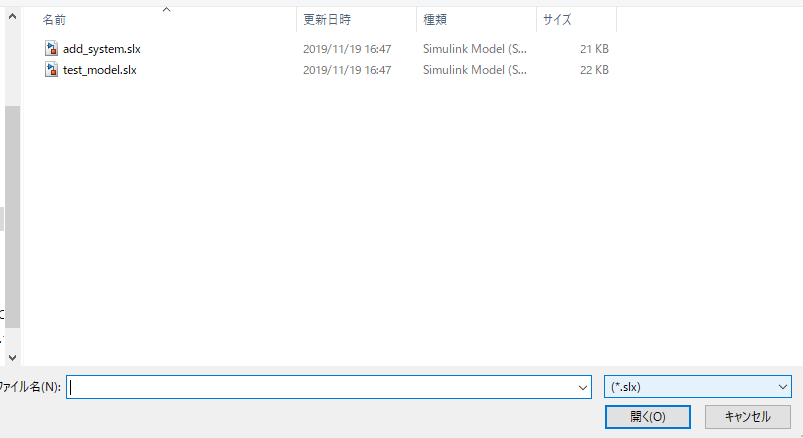 名前 更新日時 種類 サイズ
add_system.slx 2019/11/19 16:47 Simulink Model (S... 21 KB
test_model.slx 2019/11/19 16:47 Simulink Model (S... 22 KB
ファイル名(N): (*.slx)
開く(O) キャンセル